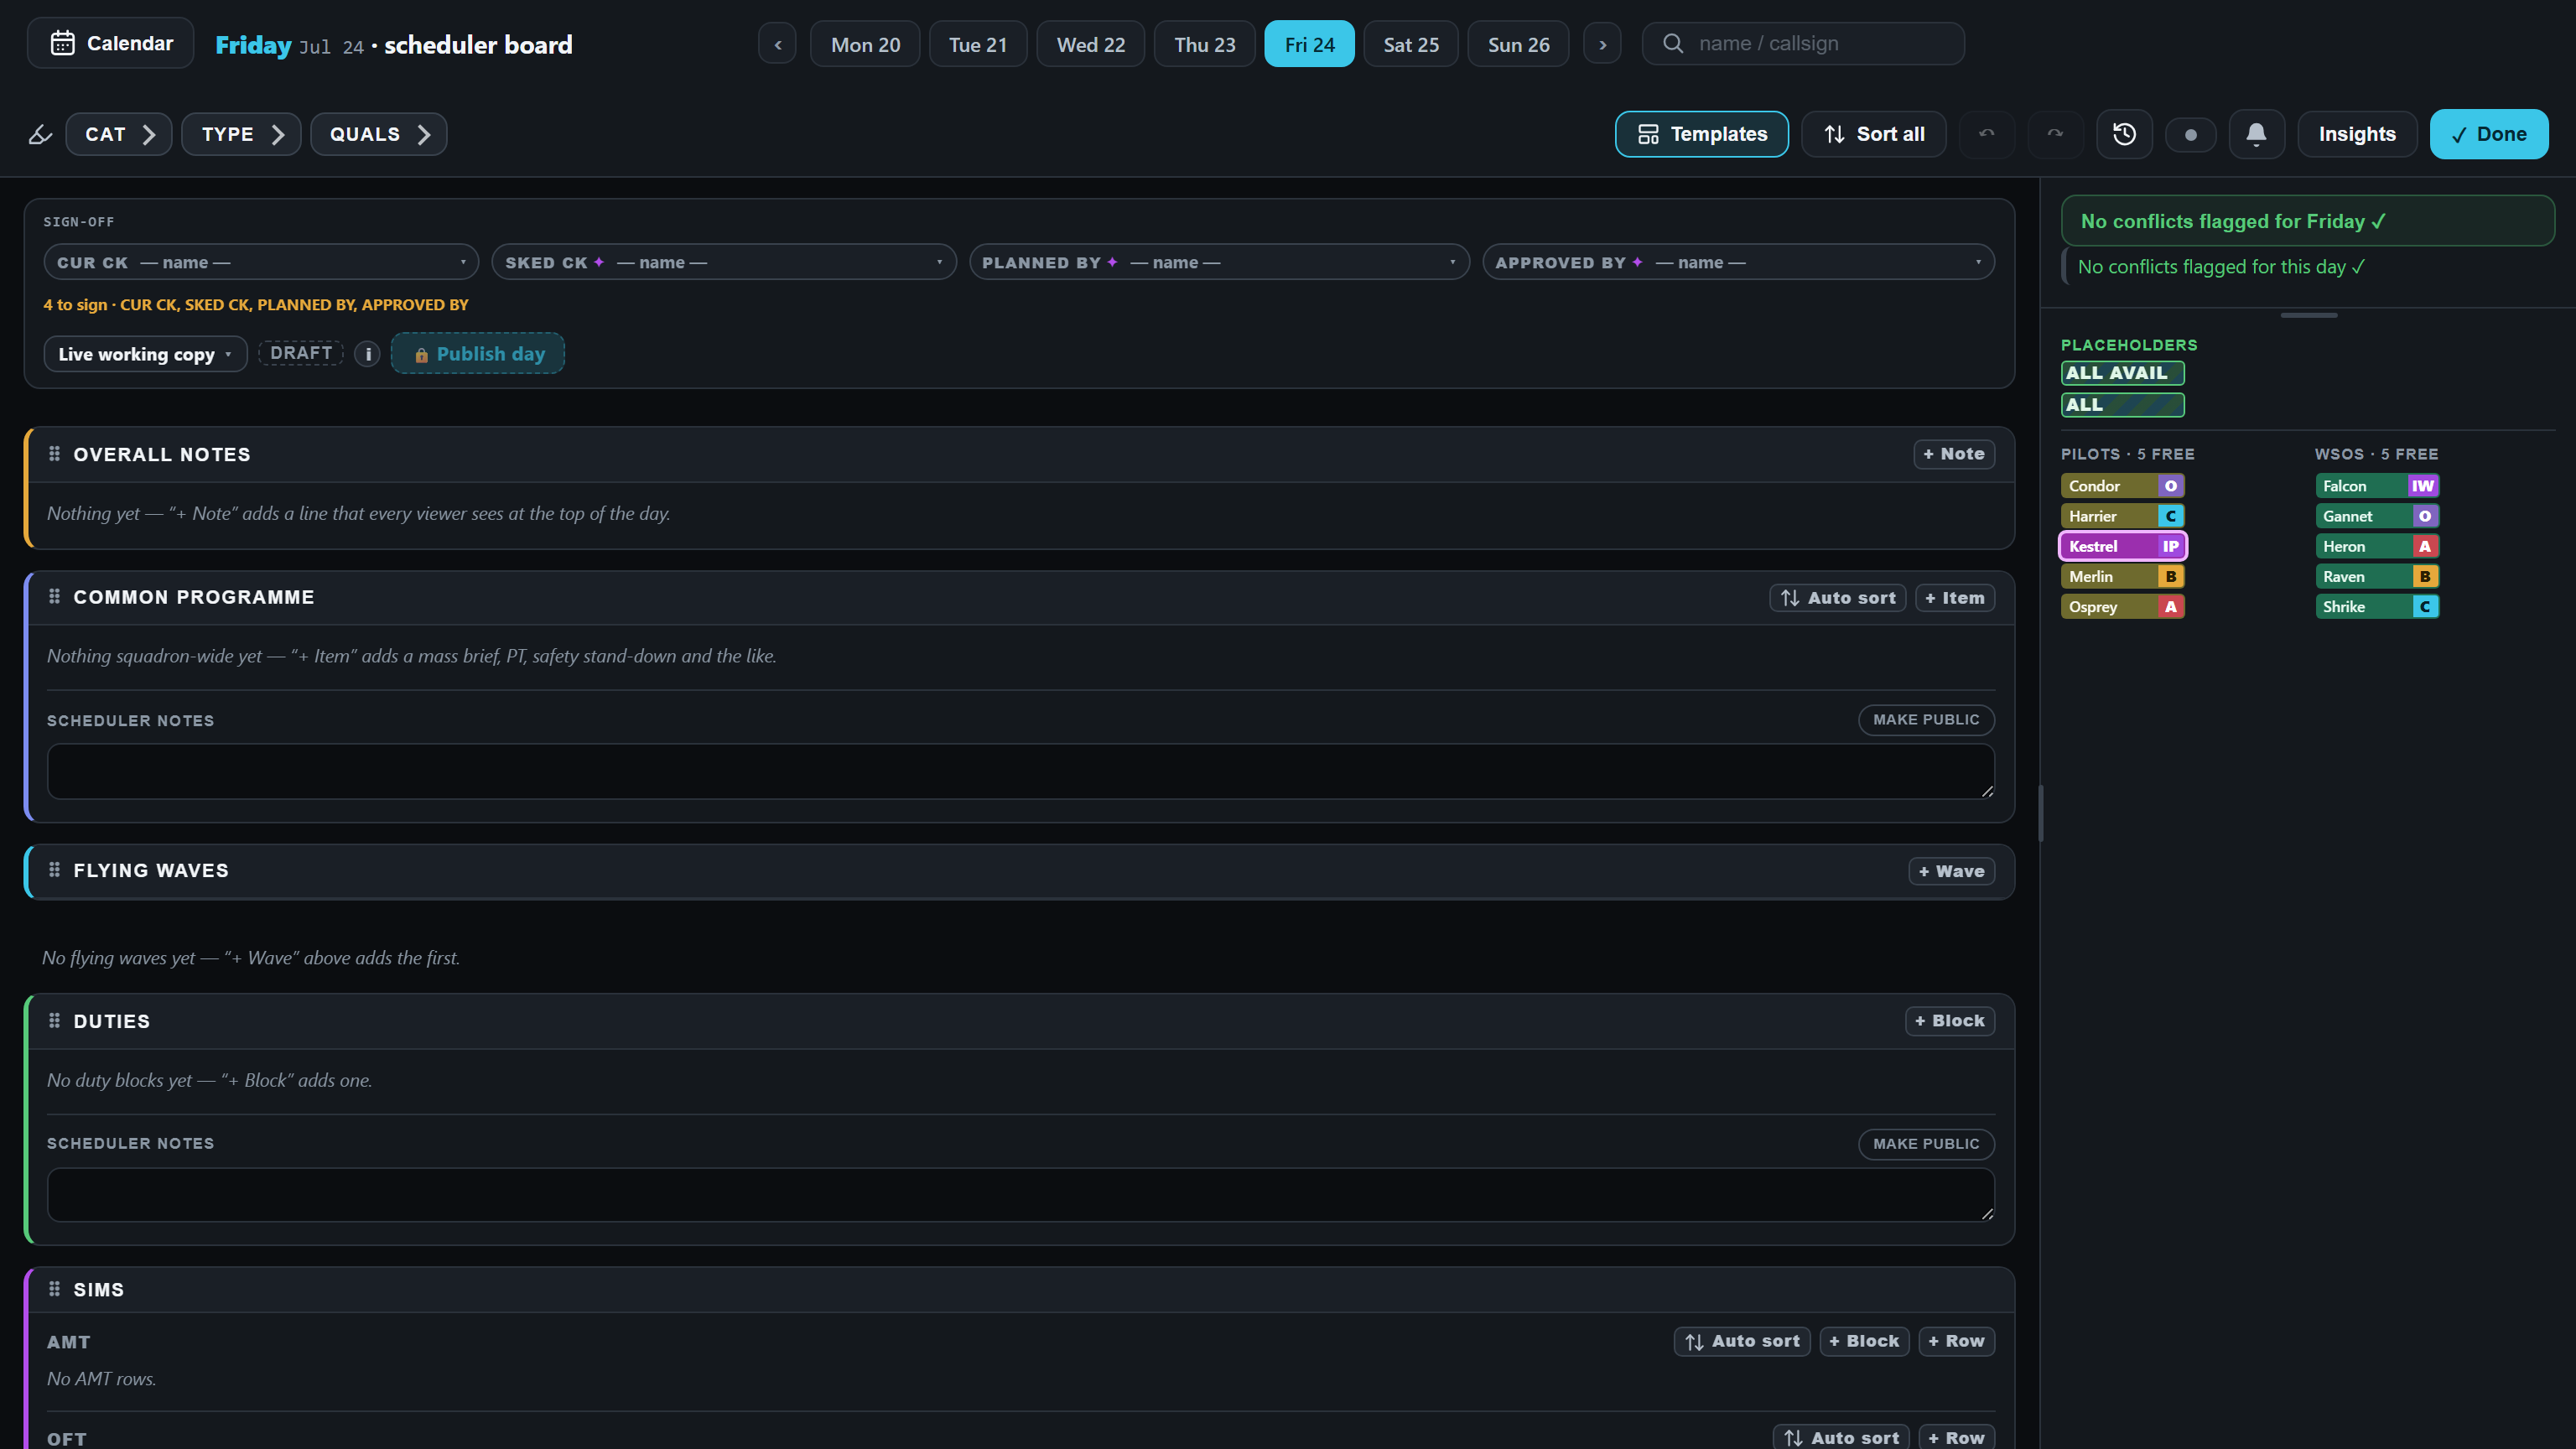 Calendar
Friday Jul 24 · scheduler board
‹ Mon 20 Tue 21 Wed 22 Thu 23 Fri 24 Sat 25 Sun 26 ›
name / callsign
CAT TYPE QUALS
Templates Sort all Insights ✓ Done
SIGN-OFF
CUR CK — name —
SKED CK ✦ — name —
PLANNED BY ✦ — name —
APPROVED BY ✦ — name —
4 to sign · CUR CK, SKED CK, PLANNED BY, APPROVED BY
Live working copy DRAFT i Publish day
OVERALL NOTES
+ Note
Nothing yet — “+ Note” adds a line that every viewer sees at the top of the day.
COMMON PROGRAMME
Auto sort + Item
Nothing squadron-wide yet — “+ Item” adds a mass brief, PT, safety stand-down and the like.
SCHEDULER NOTES
MAKE PUBLIC
FLYING WAVES
+ Wave
No flying waves yet — “+ Wave” above adds the first.
DUTIES
+ Block
No duty blocks yet — “+ Block” adds one.
SCHEDULER NOTES
MAKE PUBLIC
SIMS
AMT
Auto sort + Block + Row
No AMT rows.
OFT
Auto sort + Row
No conflicts flagged for Friday ✓
No conflicts flagged for this day ✓
PLACEHOLDERS
ALL AVAIL
ALL
PILOTS · 5 FREE
Condor O
Harrier C
Kestrel IP
Merlin B
Osprey A
WSOS · 5 FREE
Falcon IW
Gannet O
Heron A
Raven B
Shrike C